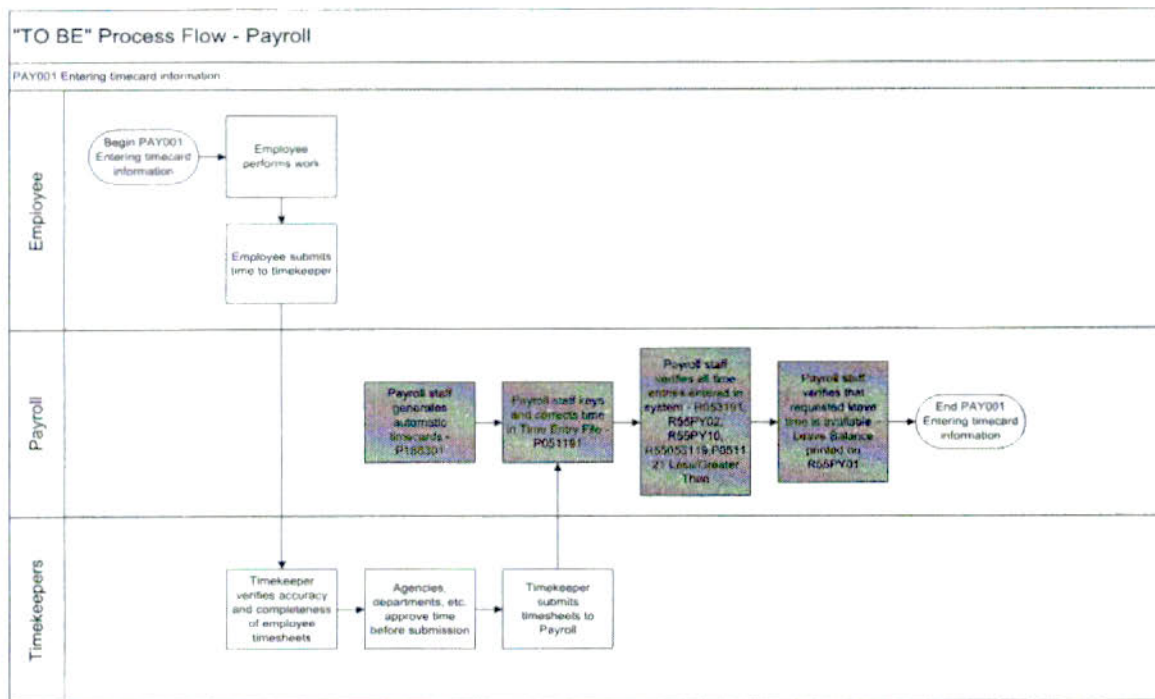 "TO BE" Process Flow - Payroll
PAY001 Entering timecard information
Employee
Begin PAY001
Entering timecard
information
Employee
performs work
Employee submits
time to timekeeper
Payroll
Payroll staff
generates
automatic
timecards -
Payroll staff keys
and corrects time
in Time Entry File -
P051191
Payroll staff
verifies all time
entries entered in
system - R053191,
R55PY02,
R55PY10,
R55053119,P0511
21 Less/Greater
Than
Payroll staff
verifies that
requested leave
time is available -
Leave Balance
printed on
R55PY01
End PAY001
Entering timecard
information
Timekeepers
Timekeeper
verifies accuracy
and completeness
of employee
timesheets
Agencies,
departments, etc.
approve time
before submission
Timekeeper
submits
timesheets to
Payroll